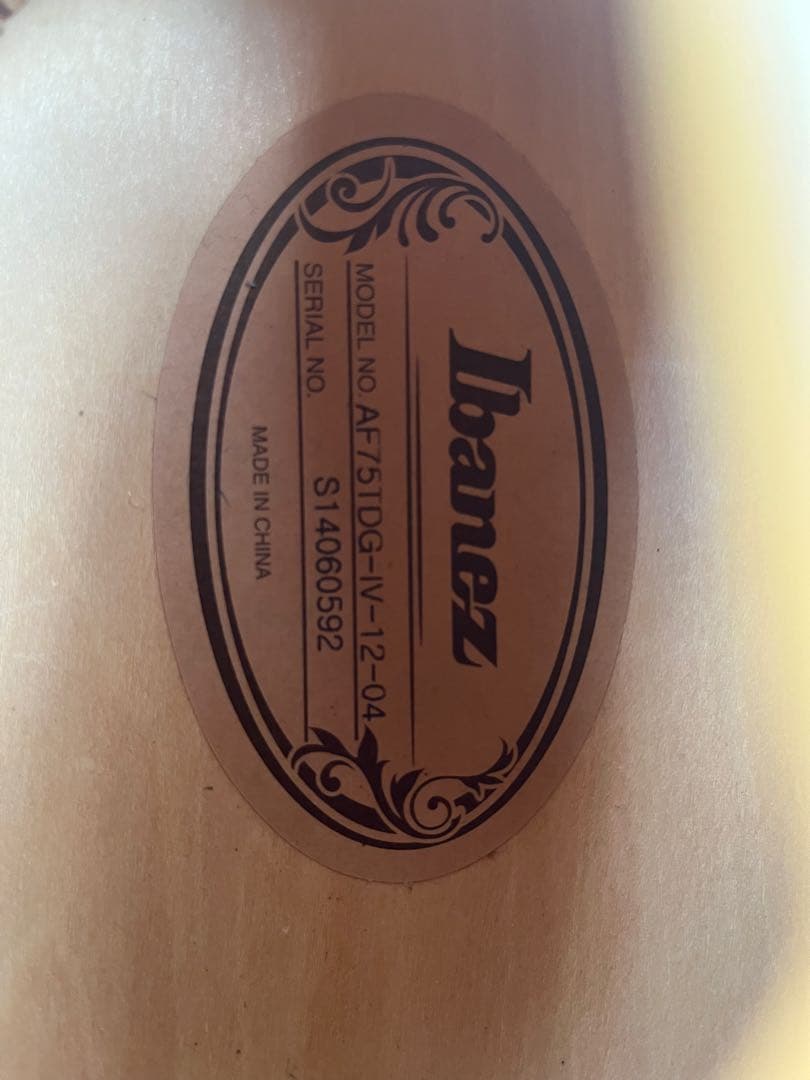 Ibanez
MODEL NO. AF75TDG-IV-12-04
SERIAL NO. S14060592
MADE IN CHINA